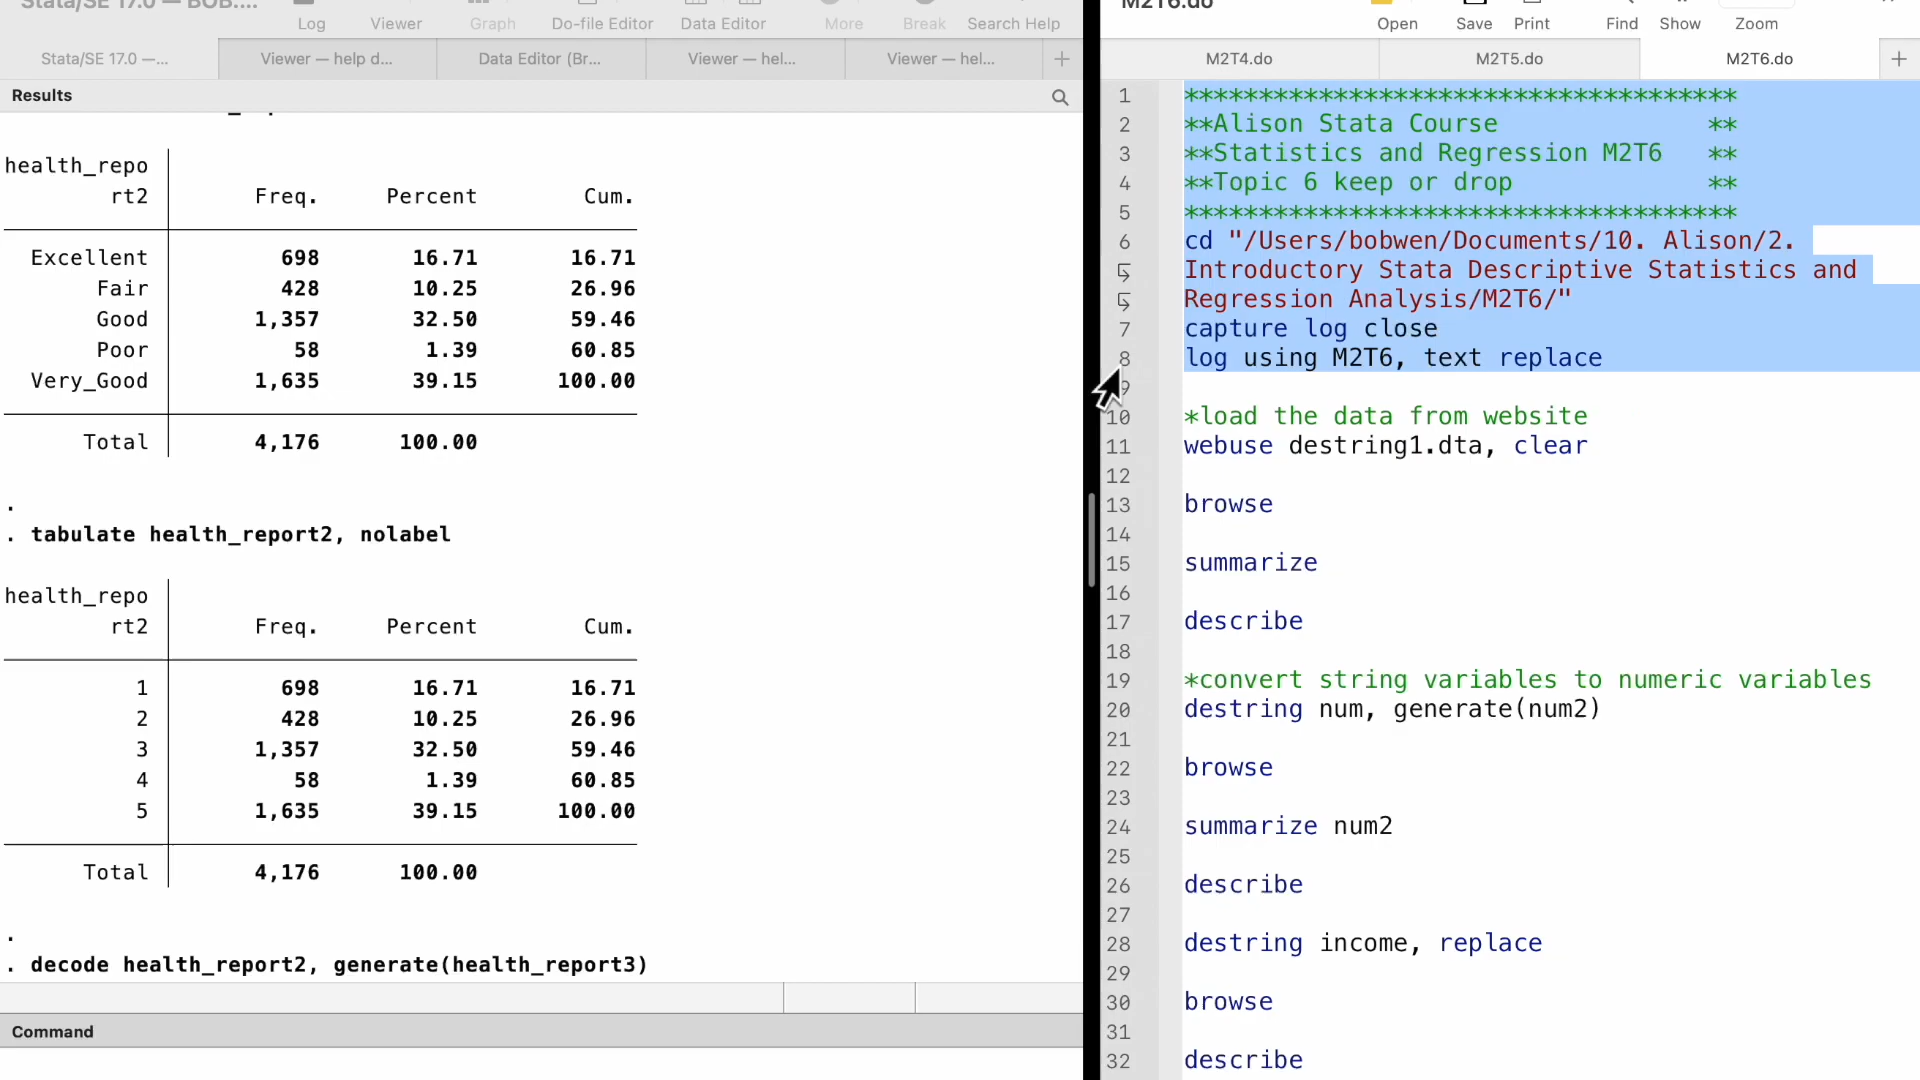 Stata/SE 17.0 — BOB....
Log Viewer Graph Do-file Editor Data Editor More Break Search Help
Stata/SE 17.0 —... Viewer — help d... Data Editor (Br... Viewer — hel... Viewer — hel... +
Results
health_repo
rt2 Freq. Percent Cum.
Excellent 698 16.71 16.71
Fair 428 10.25 26.96
Good 1,357 32.50 59.46
Poor 58 1.39 60.85
Very_Good 1,635 39.15 100.00
Total 4,176 100.00
.
. tabulate health_report2, nolabel
health_repo
rt2 Freq. Percent Cum.
1 698 16.71 16.71
2 428 10.25 26.96
3 1,357 32.50 59.46
4 58 1.39 60.85
5 1,635 39.15 100.00
Total 4,176 100.00
.
. decode health_report2, generate(health_report3)
Command
M2T6.do
Open Save Print Find Show Zoom
M2T4.do M2T5.do M2T6.do +
1 *************************************
2 **Alison Stata Course **
3 **Statistics and Regression M2T6 **
4 **Topic 6 keep or drop **
5 *************************************
6 cd "/Users/bobwen/Documents/10. Alison/2.
Introductory Stata Descriptive Statistics and
Regression Analysis/M2T6/"
7 capture log close
8 log using M2T6, text replace
9
10 *load the data from website
11 webuse destring1.dta, clear
12
13 browse
14
15 summarize
16
17 describe
18
19 *convert string variables to numeric variables
20 destring num, generate(num2)
21
22 browse
23
24 summarize num2
25
26 describe
27
28 destring income, replace
29
30 browse
31
32 describe